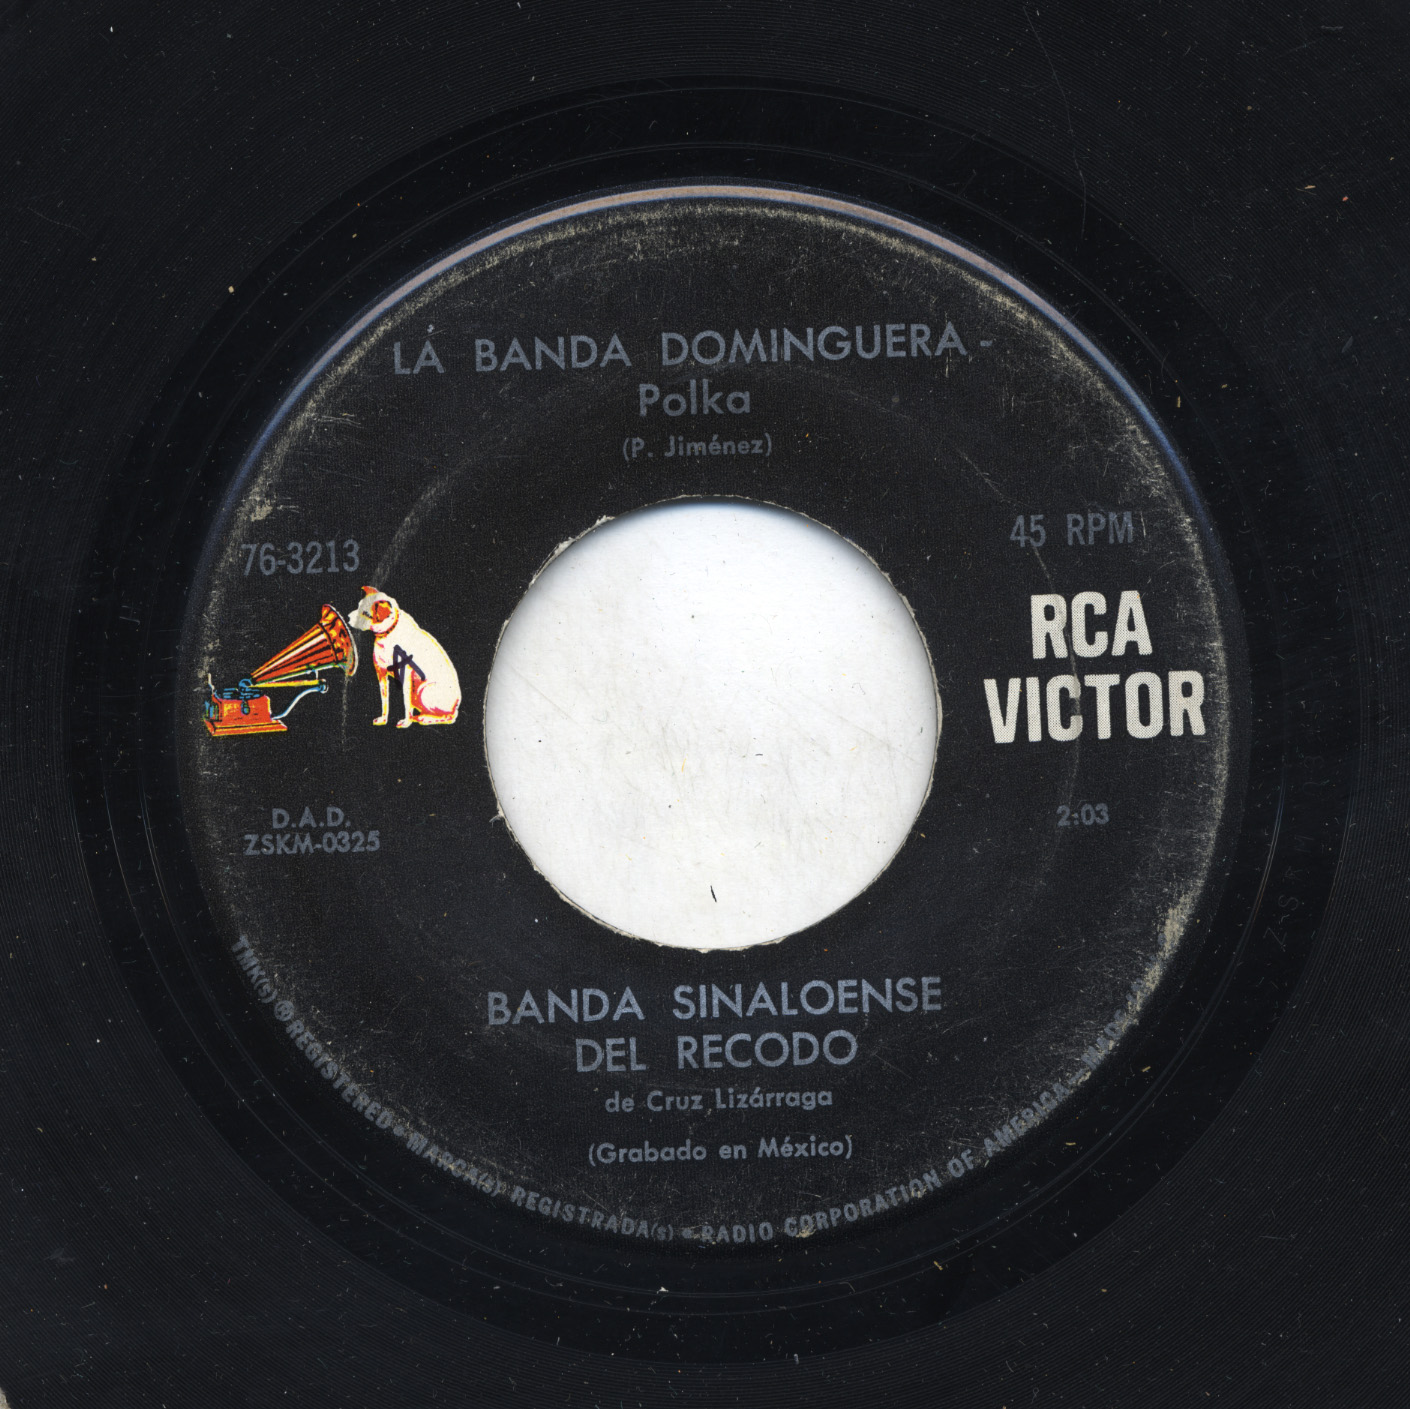 LA BANDA DOMINGUERA -
Polka
(P. Jiménez)
76-3213
45 RPM
RCA
VICTOR
D.A.D.
ZSKM-0325
2:03
BANDA SINALOENSE
DEL RECODO
de Cruz Lizárraga
(Grabado en México)
TMK(s) ® REGISTERED • MARCA(s) REGISTRADA(s) • RADIO CORPORATION OF AMERICA - MADE